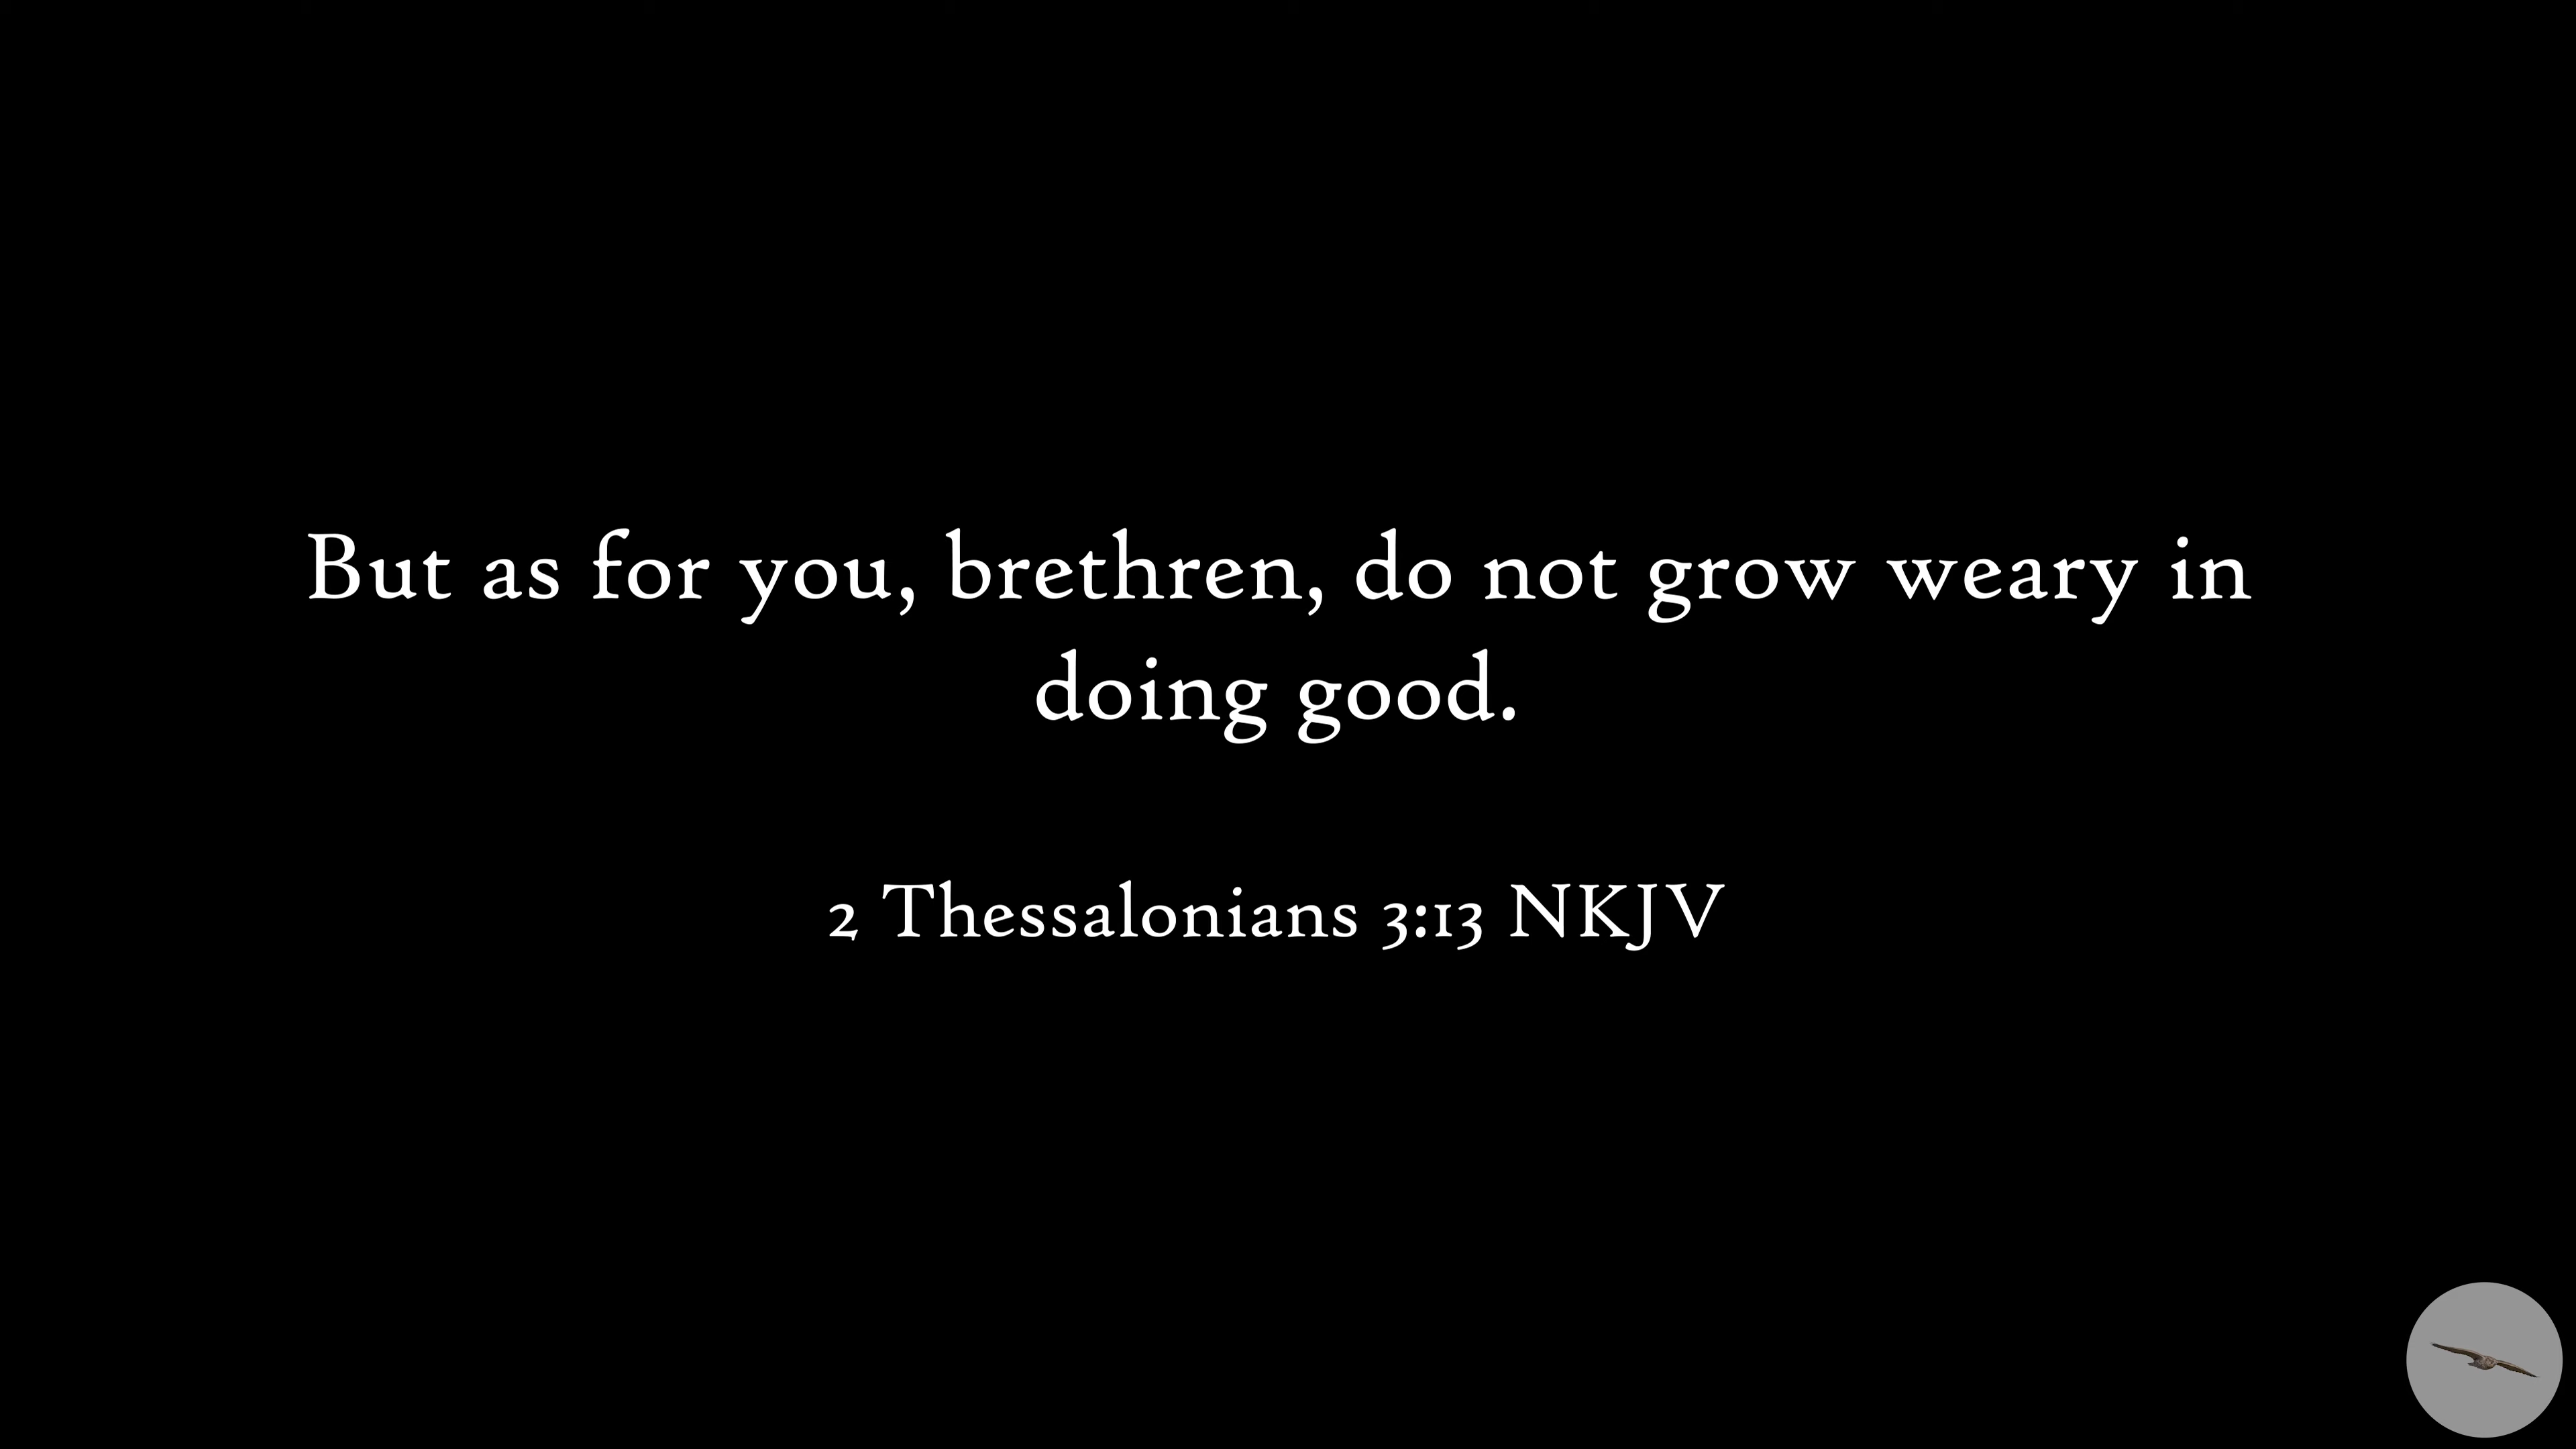 But as for you, brethren, do not grow weary in
doing good.
2 Thessalonians 3:13 NKJV